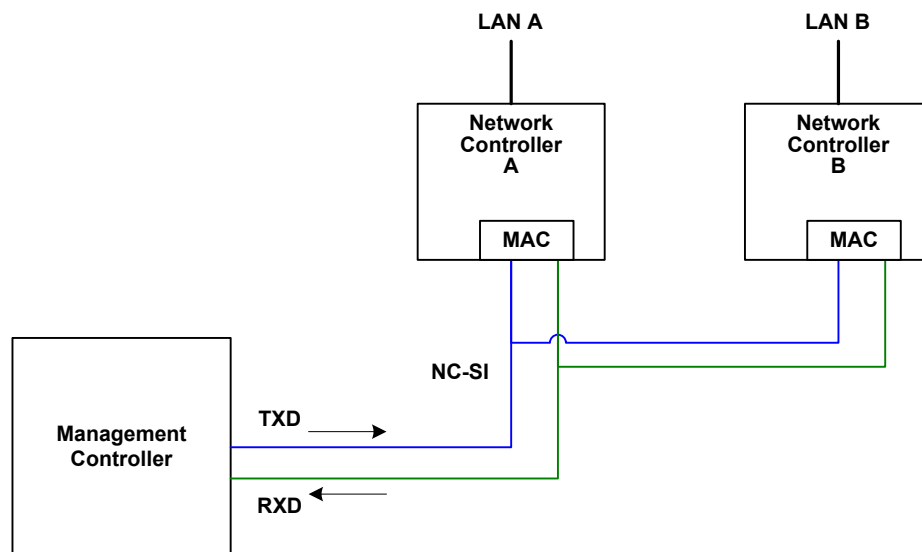 LAN A
LAN B
Network
Controller
A
Network
Controller
B
MAC
MAC
NC-SI
TXD
Management
Controller
RXD